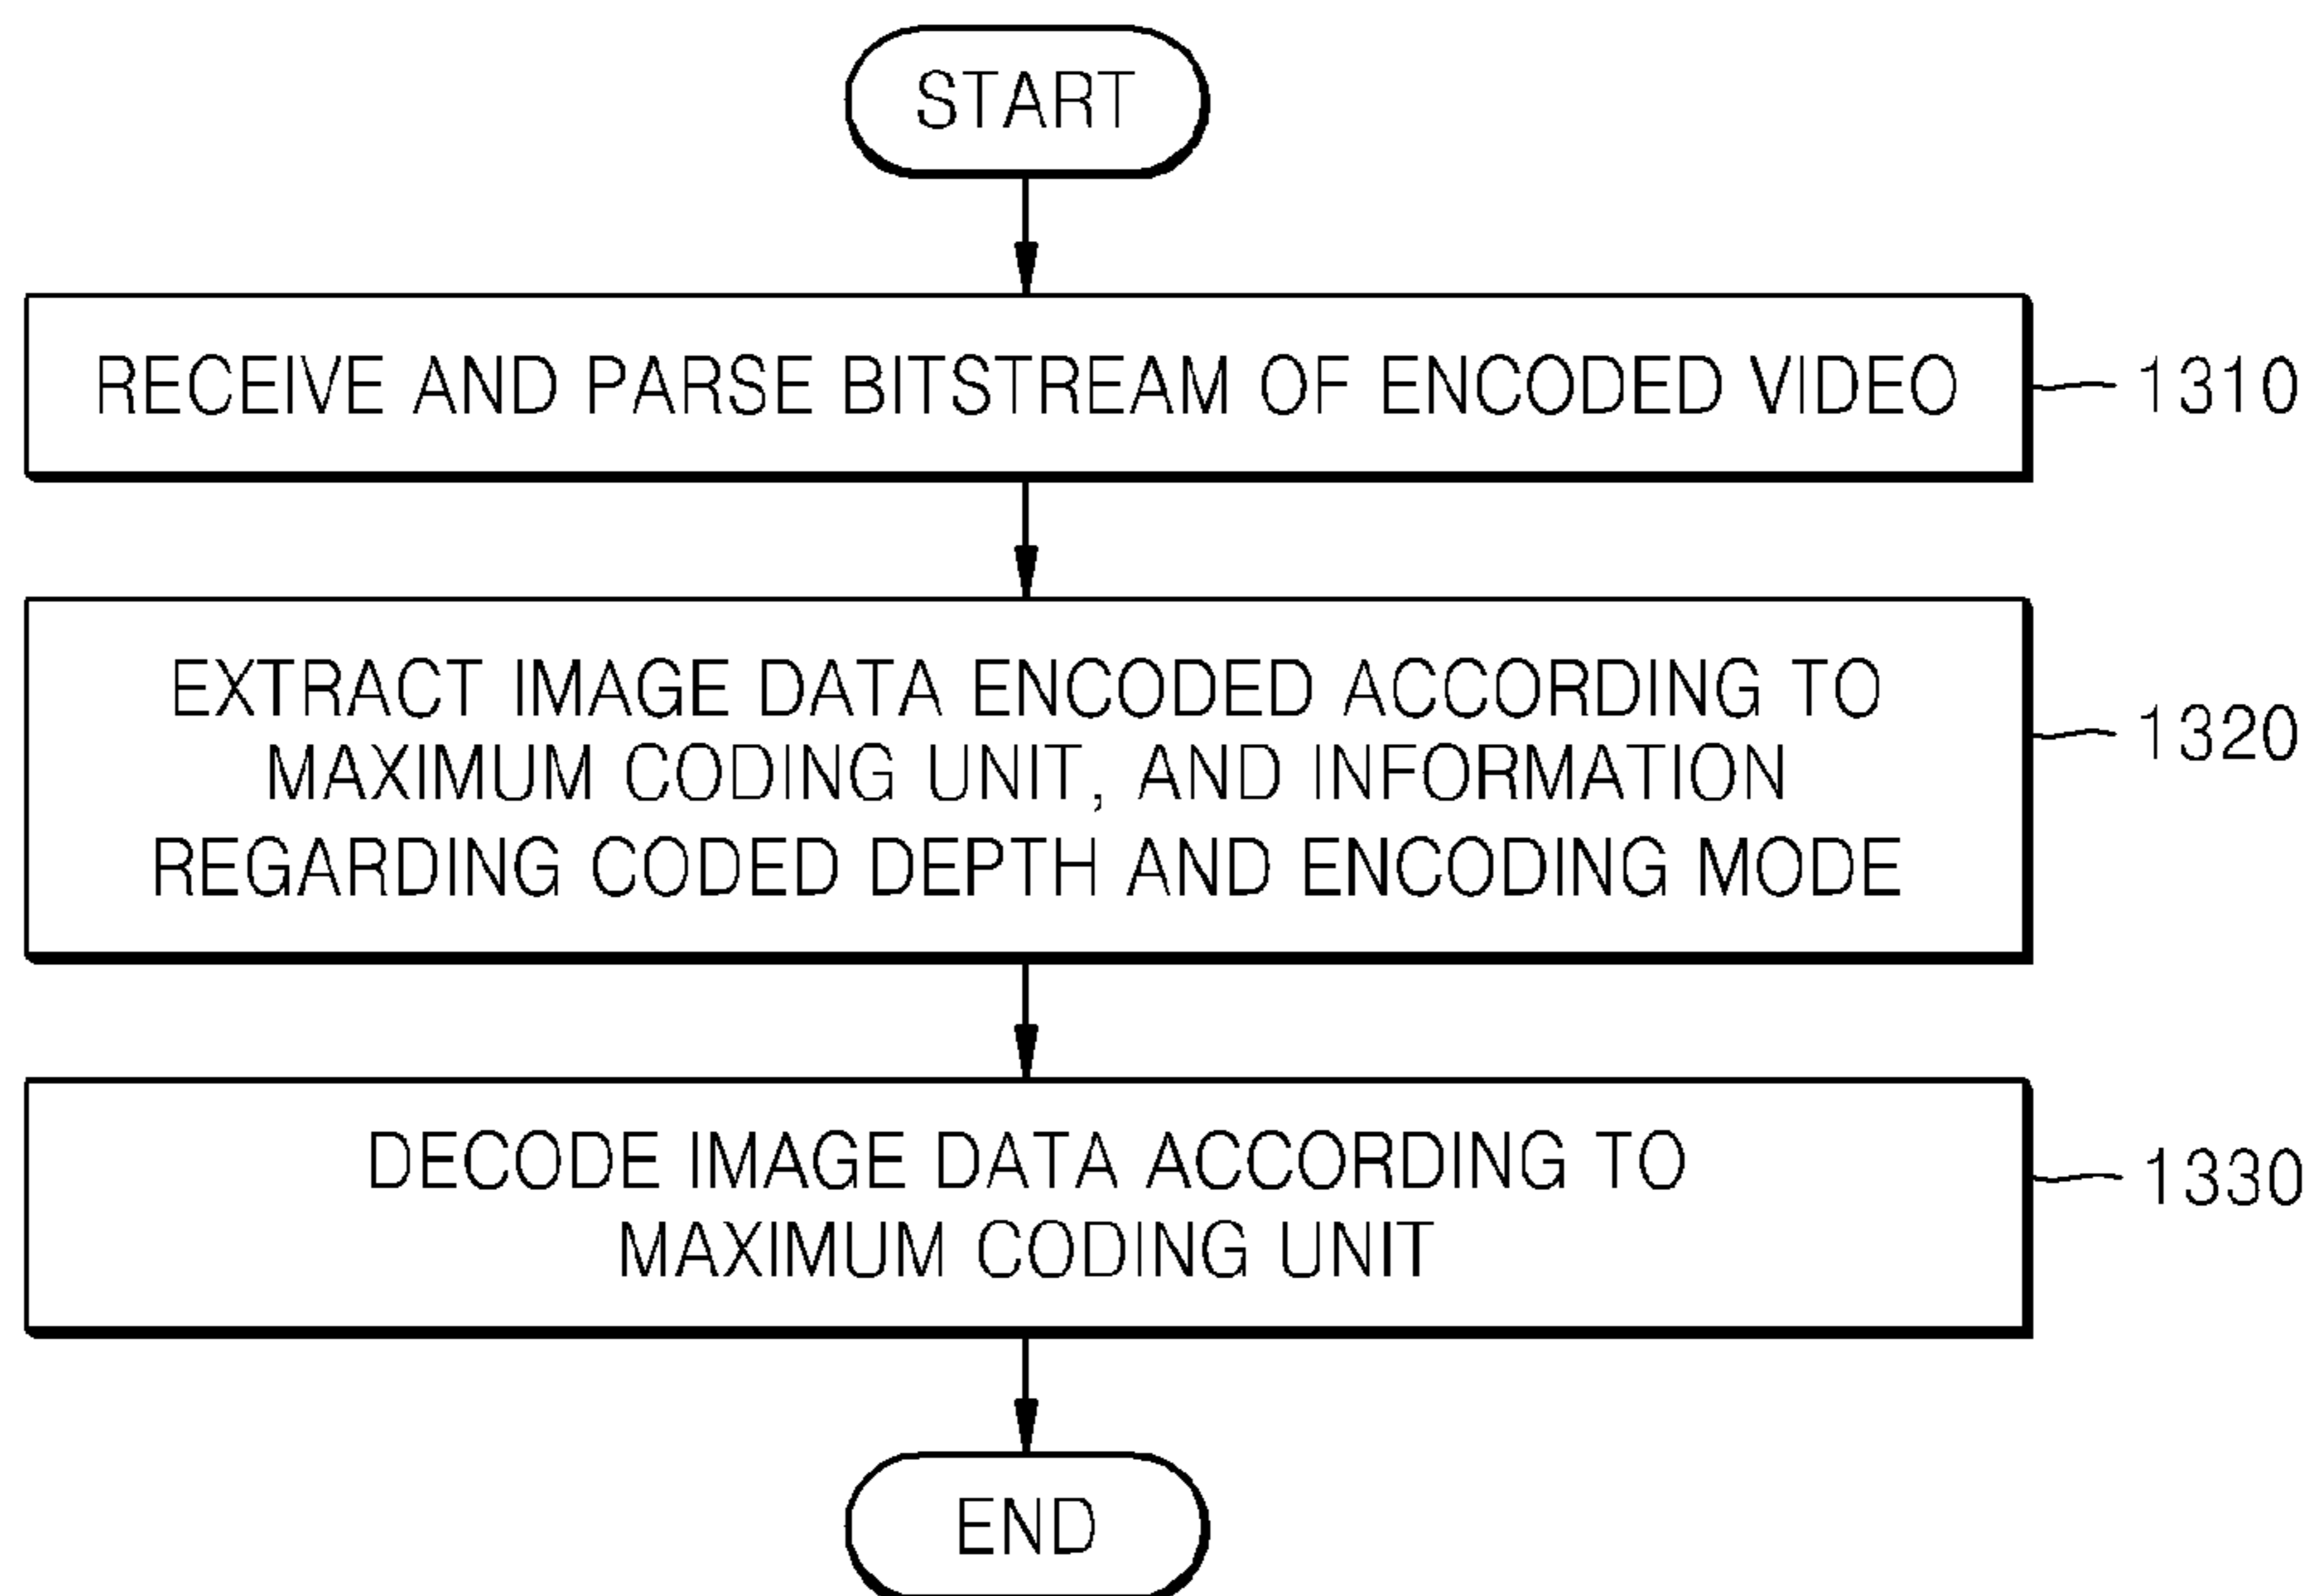 START
RECEIVE AND PARSE BITSTREAM OF ENCODED VIDEO
1310
EXTRACT IMAGE DATA ENCODED ACCORDING TO
MAXIMUM CODING UNIT, AND INFORMATION
REGARDING CODED DEPTH AND ENCODING MODE
1320
DECODE IMAGE DATA ACCORDING TO
MAXIMUM CODING UNIT
1330
END